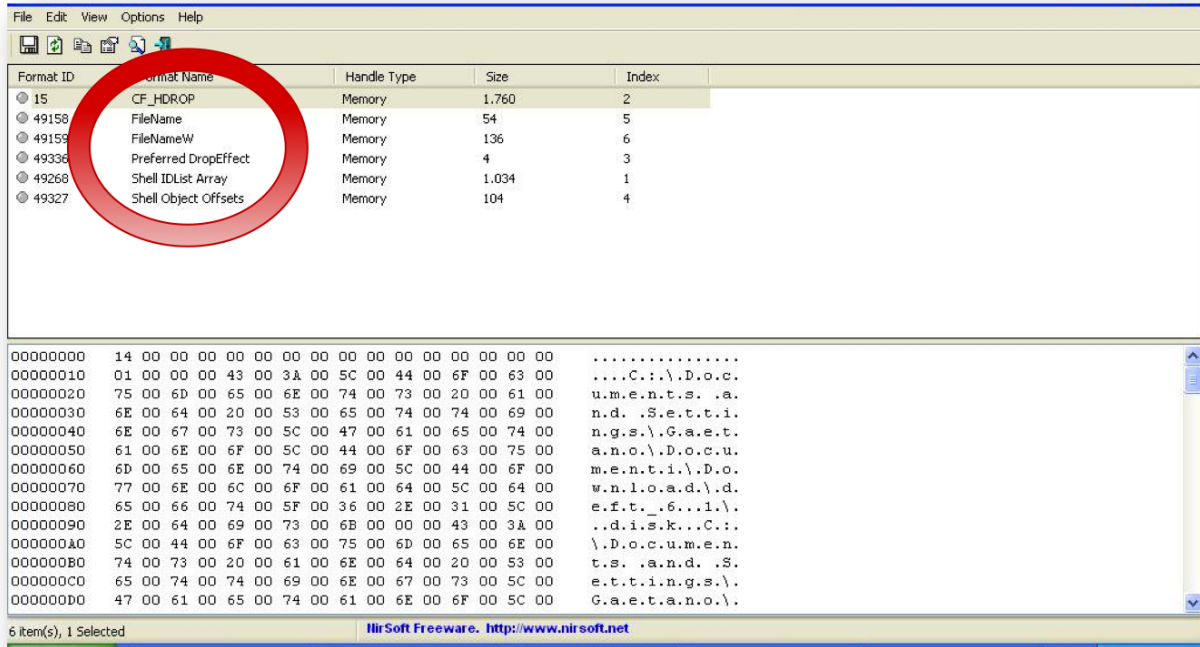 File Edit View Options Help
Format ID Format Name Handle Type Size Index
15 CF_HDROP Memory 1.760 2
49158 FileName Memory 54 5
49159 FileNameW Memory 136 6
49336 Preferred DropEffect Memory 4 3
49268 Shell IDList Array Memory 1.034 1
49327 Shell Object Offsets Memory 104 4
00000000 14 00 00 00 00 00 00 00 00 00 00 00 00 00 00 00 ................
00000010 01 00 00 00 43 00 3A 00 5C 00 44 00 6F 00 63 00 ....C.:.\.D.o.c.
00000020 75 00 6D 00 65 00 6E 00 74 00 73 00 20 00 61 00 u.m.e.n.t.s. .a.
00000030 6E 00 64 00 20 00 53 00 65 00 74 00 74 00 69 00 n.d. .S.e.t.t.i.
00000040 6E 00 67 00 73 00 5C 00 47 00 61 00 65 00 74 00 n.g.s.\.G.a.e.t.
00000050 61 00 6E 00 6F 00 5C 00 44 00 6F 00 63 00 75 00 a.n.o.\.D.o.c.u.
00000060 6D 00 65 00 6E 00 74 00 69 00 5C 00 44 00 6F 00 m.e.n.t.i.\.D.o.
00000070 77 00 6E 00 6C 00 6F 00 61 00 64 00 5C 00 64 00 w.n.l.o.a.d.\.d.
00000080 65 00 66 00 74 00 5F 00 36 00 2E 00 31 00 5C 00 e.f.t._.6...1.\.
00000090 2E 00 64 00 69 00 73 00 6B 00 00 00 43 00 3A 00 ..d.i.s.k...C.:.
000000A0 5C 00 44 00 6F 00 63 00 75 00 6D 00 65 00 6E 00 \.D.o.c.u.m.e.n.
000000B0 74 00 73 00 20 00 61 00 6E 00 64 00 20 00 53 00 t.s. .a.n.d. .S.
000000C0 65 00 74 00 74 00 69 00 6E 00 67 00 73 00 5C 00 e.t.t.i.n.g.s.\.
000000D0 47 00 61 00 65 00 74 00 61 00 6E 00 6F 00 5C 00 G.a.e.t.a.n.o.\.
6 item(s), 1 Selected NirSoft Freeware. http://www.nirsoft.net